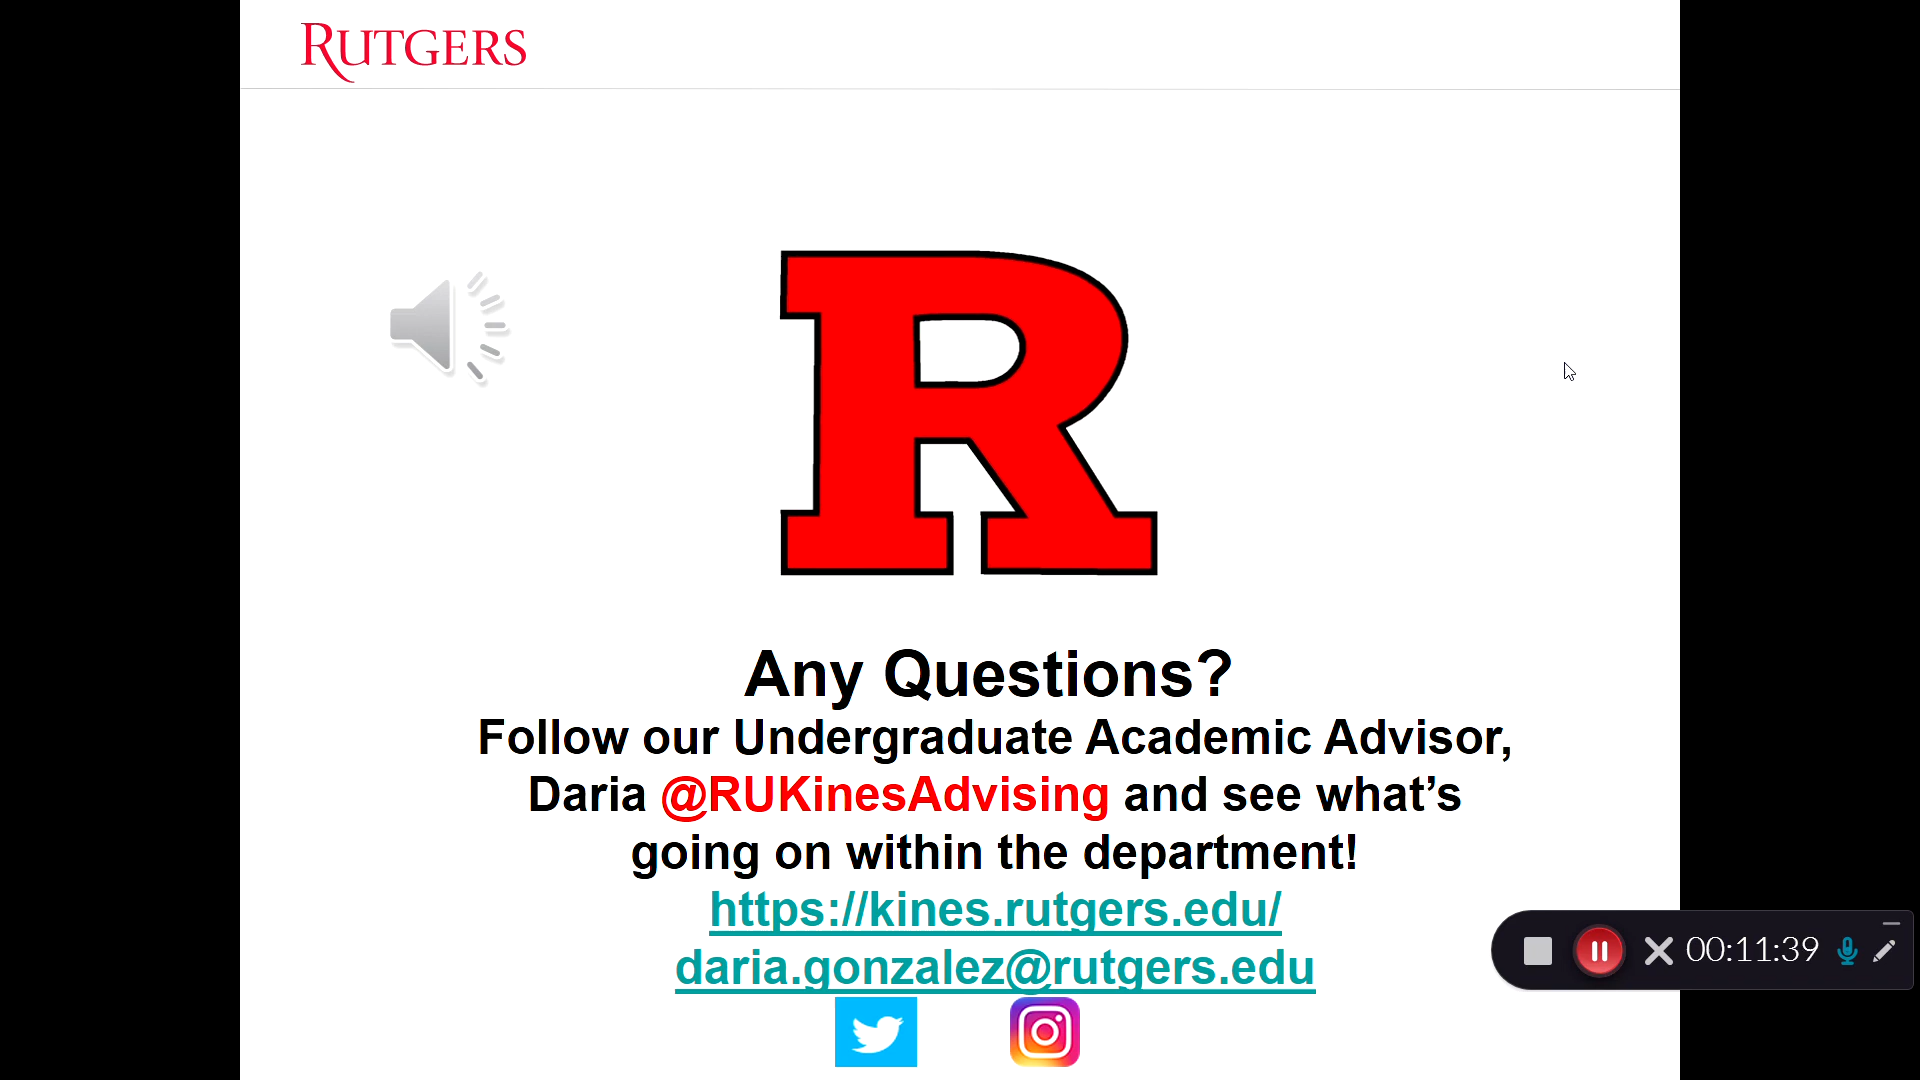 RUTGERS
R
Any Questions?
Follow our Undergraduate Academic Advisor,
Daria @RUKinesAdvising and see what’s
going on within the department!
https://kines.rutgers.edu/
daria.gonzalez@rutgers.edu
00:11:39